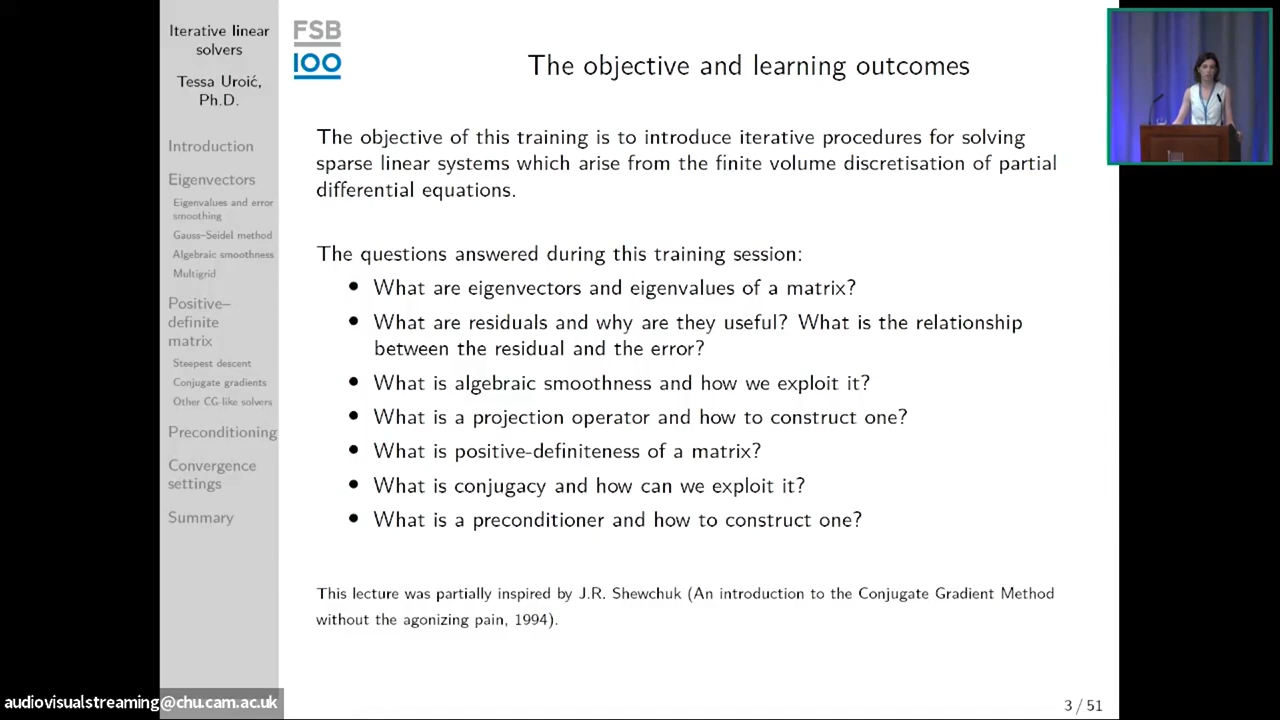 Iterative linear
solvers
Tessa Uroić,
Ph.D.
Introduction
Eigenvectors
Eigenvalues and error
smoothing
Gauss–Seidel method
Algebraic smoothness
Multigrid
Positive–
definite
matrix
Steepest descent
Conjugate gradients
Other CG-like solvers
Preconditioning
Convergence
settings
Summary
FSB
100
The objective and learning outcomes
The objective of this training is to introduce iterative procedures for solving
sparse linear systems which arise from the finite volume discretisation of partial
differential equations.
The questions answered during this training session:
• What are eigenvectors and eigenvalues of a matrix?
• What are residuals and why are they useful? What is the relationship
between the residual and the error?
• What is algebraic smoothness and how we exploit it?
• What is a projection operator and how to construct one?
• What is positive-definiteness of a matrix?
• What is conjugacy and how can we exploit it?
• What is a preconditioner and how to construct one?
This lecture was partially inspired by J.R. Shewchuk (An introduction to the Conjugate Gradient Method
without the agonizing pain, 1994).
3 / 51
audiovisualstreaming@chu.cam.ac.uk